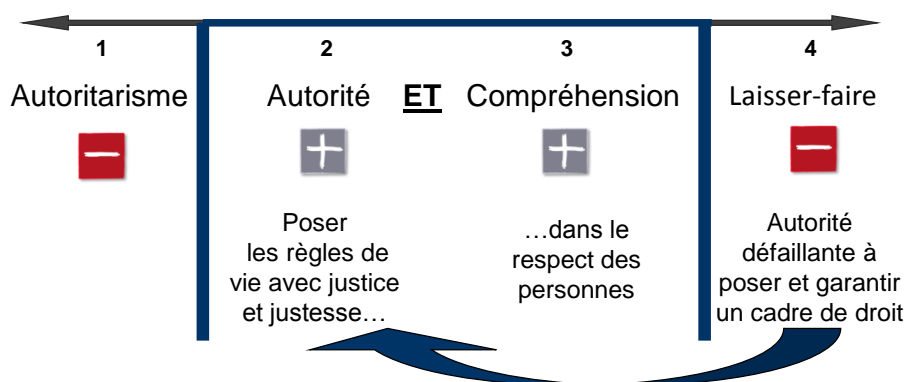 1 2 3 4
Autoritarisme Autorité ET Compréhension Laisser-faire
Poser
les règles de
vie avec justice
et justesse…
…dans le
respect des
personnes
Autorité
défaillante à
poser et garantir
un cadre de droit